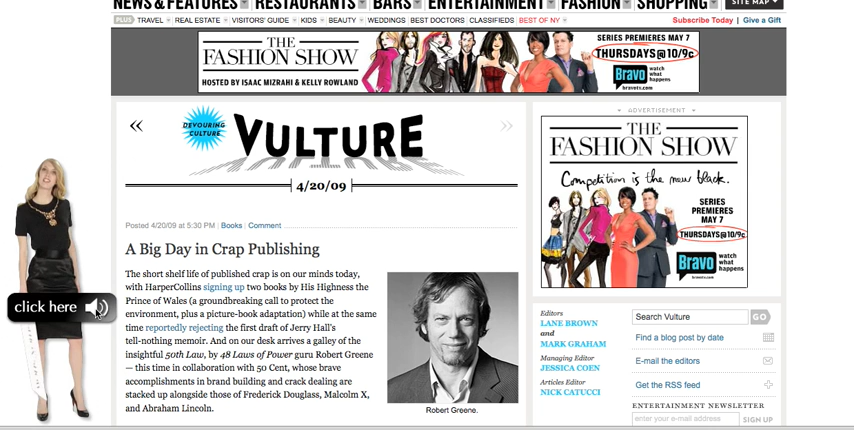 NEWS & FEATURES RESTAURANTS BARS ENTERTAINMENT FASHION SHOPPING SITE MAP
PLUS TRAVEL REAL ESTATE VISITORS' GUIDE KIDS BEAUTY WEDDINGS BEST DOCTORS CLASSIFIEDS BEST OF NY Subscribe Today | Give a Gift
THE
FASHION SHOW
HOSTED BY ISAAC MIZRAHI & KELLY ROWLAND
SERIES PREMIERES MAY 7
THURSDAYS@10/9c
Bravo
watch
what
happens
bravotv.com
« DEVOURING
CULTURE VULTURE »
4/20/09
Posted 4/20/09 at 5:30 PM | Books | Comment
A Big Day in Crap Publishing
The short shelf life of published crap is on our minds today,
with HarperCollins signing up two books by His Highness the
Prince of Wales (a groundbreaking call to protect the
environment, plus a picture-book adaptation) while at the same
time reportedly rejecting the first draft of Jerry Hall's
tell-nothing memoir. And on our desk arrives a galley of the
insightful 50th Law, by 48 Laws of Power guru Robert Greene
— this time in collaboration with 50 Cent, whose brave
accomplishments in brand building and crack dealing are
stacked up alongside those of Frederick Douglass, Malcolm X,
and Abraham Lincoln.
Robert Greene.
click here
ADVERTISEMENT
THE
FASHION SHOW
Competition is the new black.
SERIES
PREMIERES
MAY 7
THURSDAYS@10/9c
Bravo
watch
what
happens
bravotv.com
Editors
LANE BROWN
and
MARK GRAHAM
Managing Editor
JESSICA COEN
Articles Editor
NICK CATUCCI
Search Vulture GO
Find a blog post by date
E-mail the editors
Get the RSS feed
ENTERTAINMENT NEWSLETTER
enter your e-mail address SIGN UP